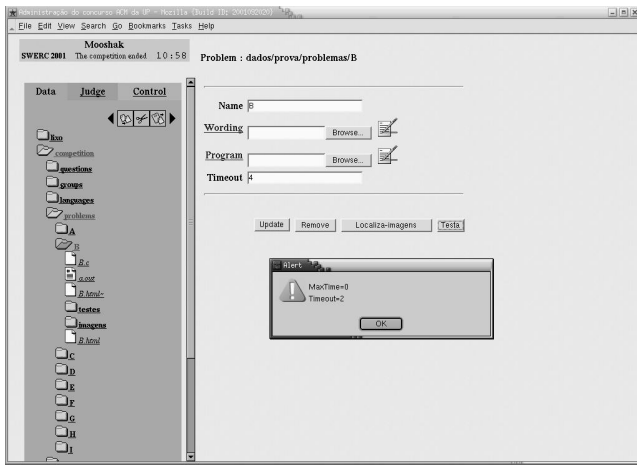 Administração do concurso ACM da UP - Mozilla {Build ID: 2001082020}
File Edit View Search Go Bookmarks Tasks Help
Mooshak
SWERC 2001 The competition ended 10:58
Problem : dados/prova/problemas/B
Data Judge Control
lixo
competition
questions
groups
languages
problems
A
B
B.c
a.out
B.html~
testes
imagens
B.html
C
D
E
F
G
H
I
Name B
Wording Browse...
Program Browse...
Timeout 4
Update Remove Localiza-imagens Testa
Alert
MaxTime=0
Timeout=2
OK